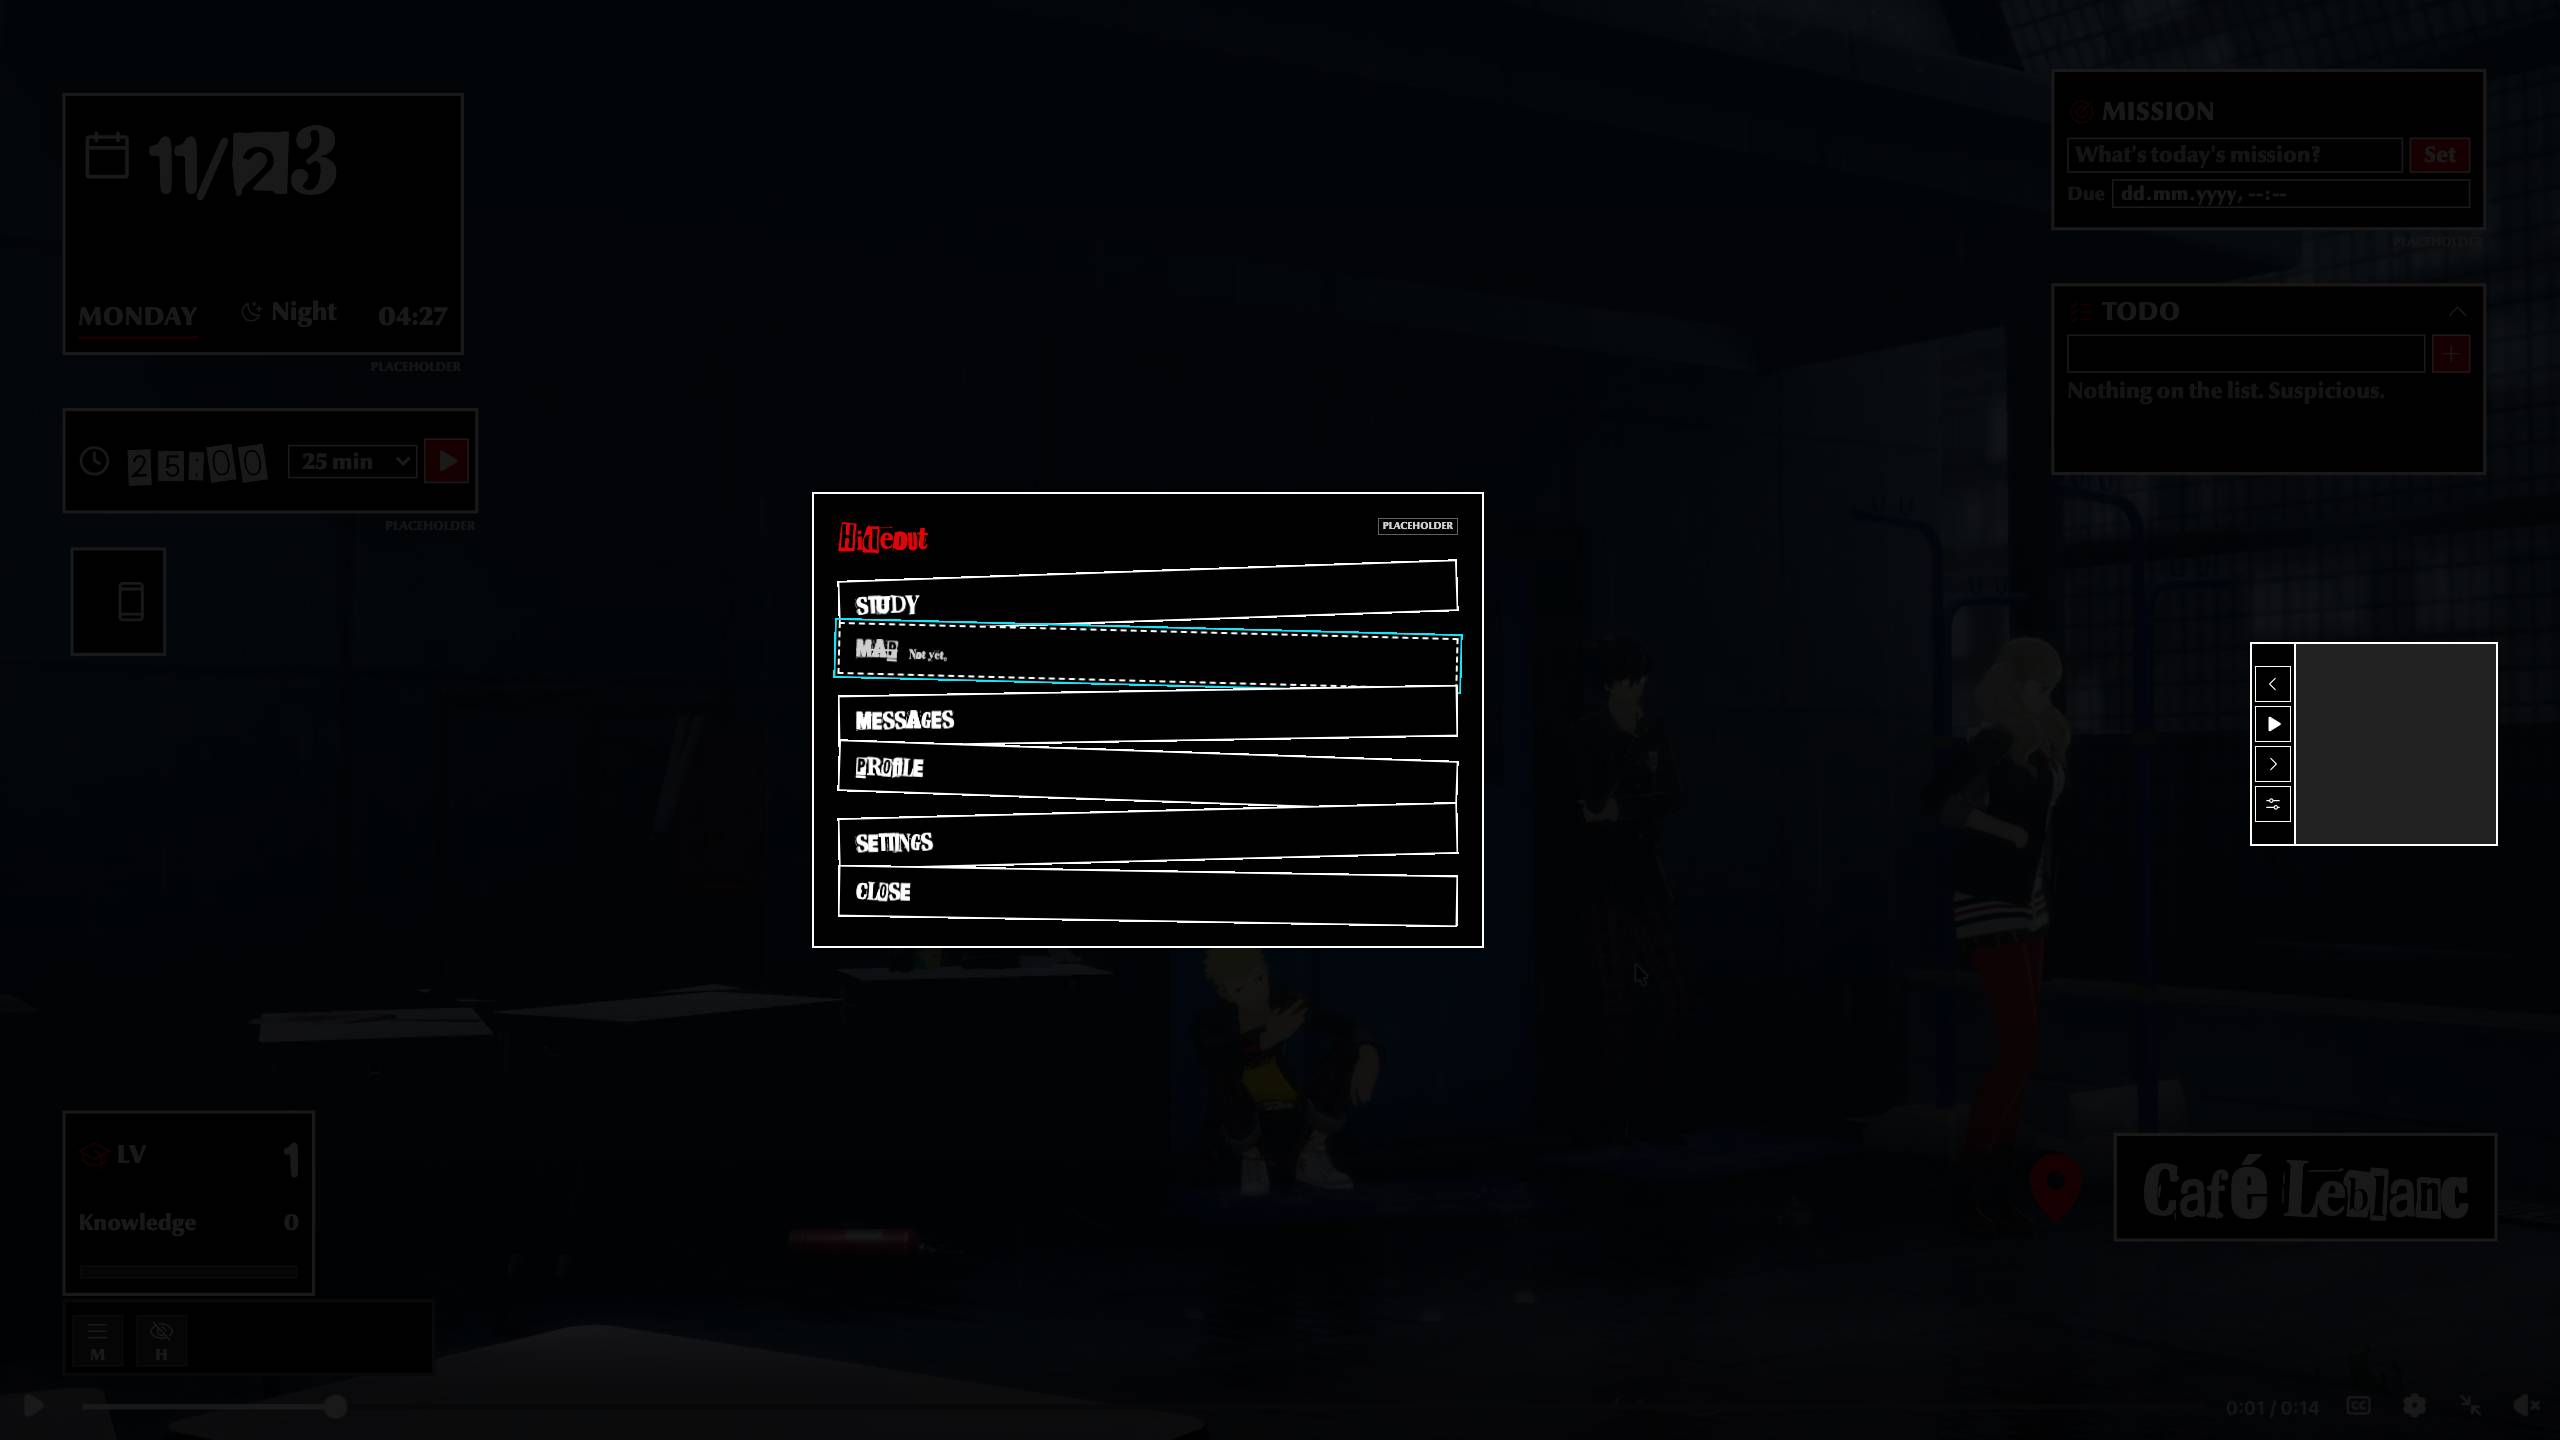 11/23
MONDAY
Night
04:27
PLACEHOLDER
25:00
25 min
PLACEHOLDER
MISSION
What's today's mission?
Set
Due
dd.mm.yyyy, --:--
PLACEHOLDER
TODO
+
Nothing on the list. Suspicious.
Hideout
PLACEHOLDER
STUDY
MAP
Not yet.
MESSAGES
PROfILE
SETTINGS
CLOSE
LV
1
Knowledge
0
M
H
Café Leblanc
0:01 / 0:14
CC